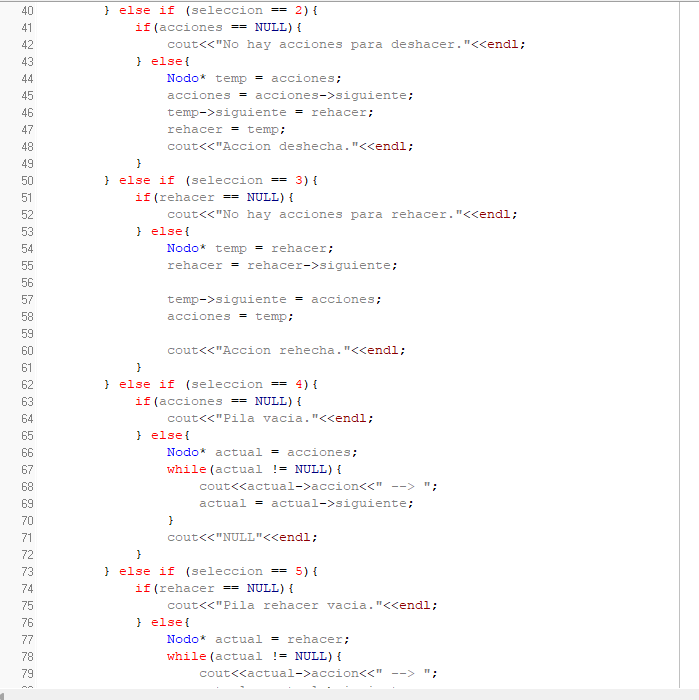 40 } else if (seleccion == 2){
41 if(acciones == NULL){
42 cout<<"No hay acciones para deshacer."<<endl;
43 } else{
44 Nodo* temp = acciones;
45 acciones = acciones->siguiente;
46 temp->siguiente = rehacer;
47 rehacer = temp;
48 cout<<"Accion deshecha."<<endl;
49 }
50 } else if (seleccion == 3){
51 if(rehacer == NULL){
52 cout<<"No hay acciones para rehacer."<<endl;
53 } else{
54 Nodo* temp = rehacer;
55 rehacer = rehacer->siguiente;
56
57 temp->siguiente = acciones;
58 acciones = temp;
59
60 cout<<"Accion rehecha."<<endl;
61 }
62 } else if (seleccion == 4){
63 if(acciones == NULL){
64 cout<<"Pila vacia."<<endl;
65 } else{
66 Nodo* actual = acciones;
67 while(actual != NULL){
68 cout<<actual->accion<<" --> ";
69 actual = actual->siguiente;
70 }
71 cout<<"NULL"<<endl;
72 }
73 } else if (seleccion == 5){
74 if(rehacer == NULL){
75 cout<<"Pila rehacer vacia."<<endl;
76 } else{
77 Nodo* actual = rehacer;
78 while(actual != NULL){
79 cout<<actual->accion<<" --> ";